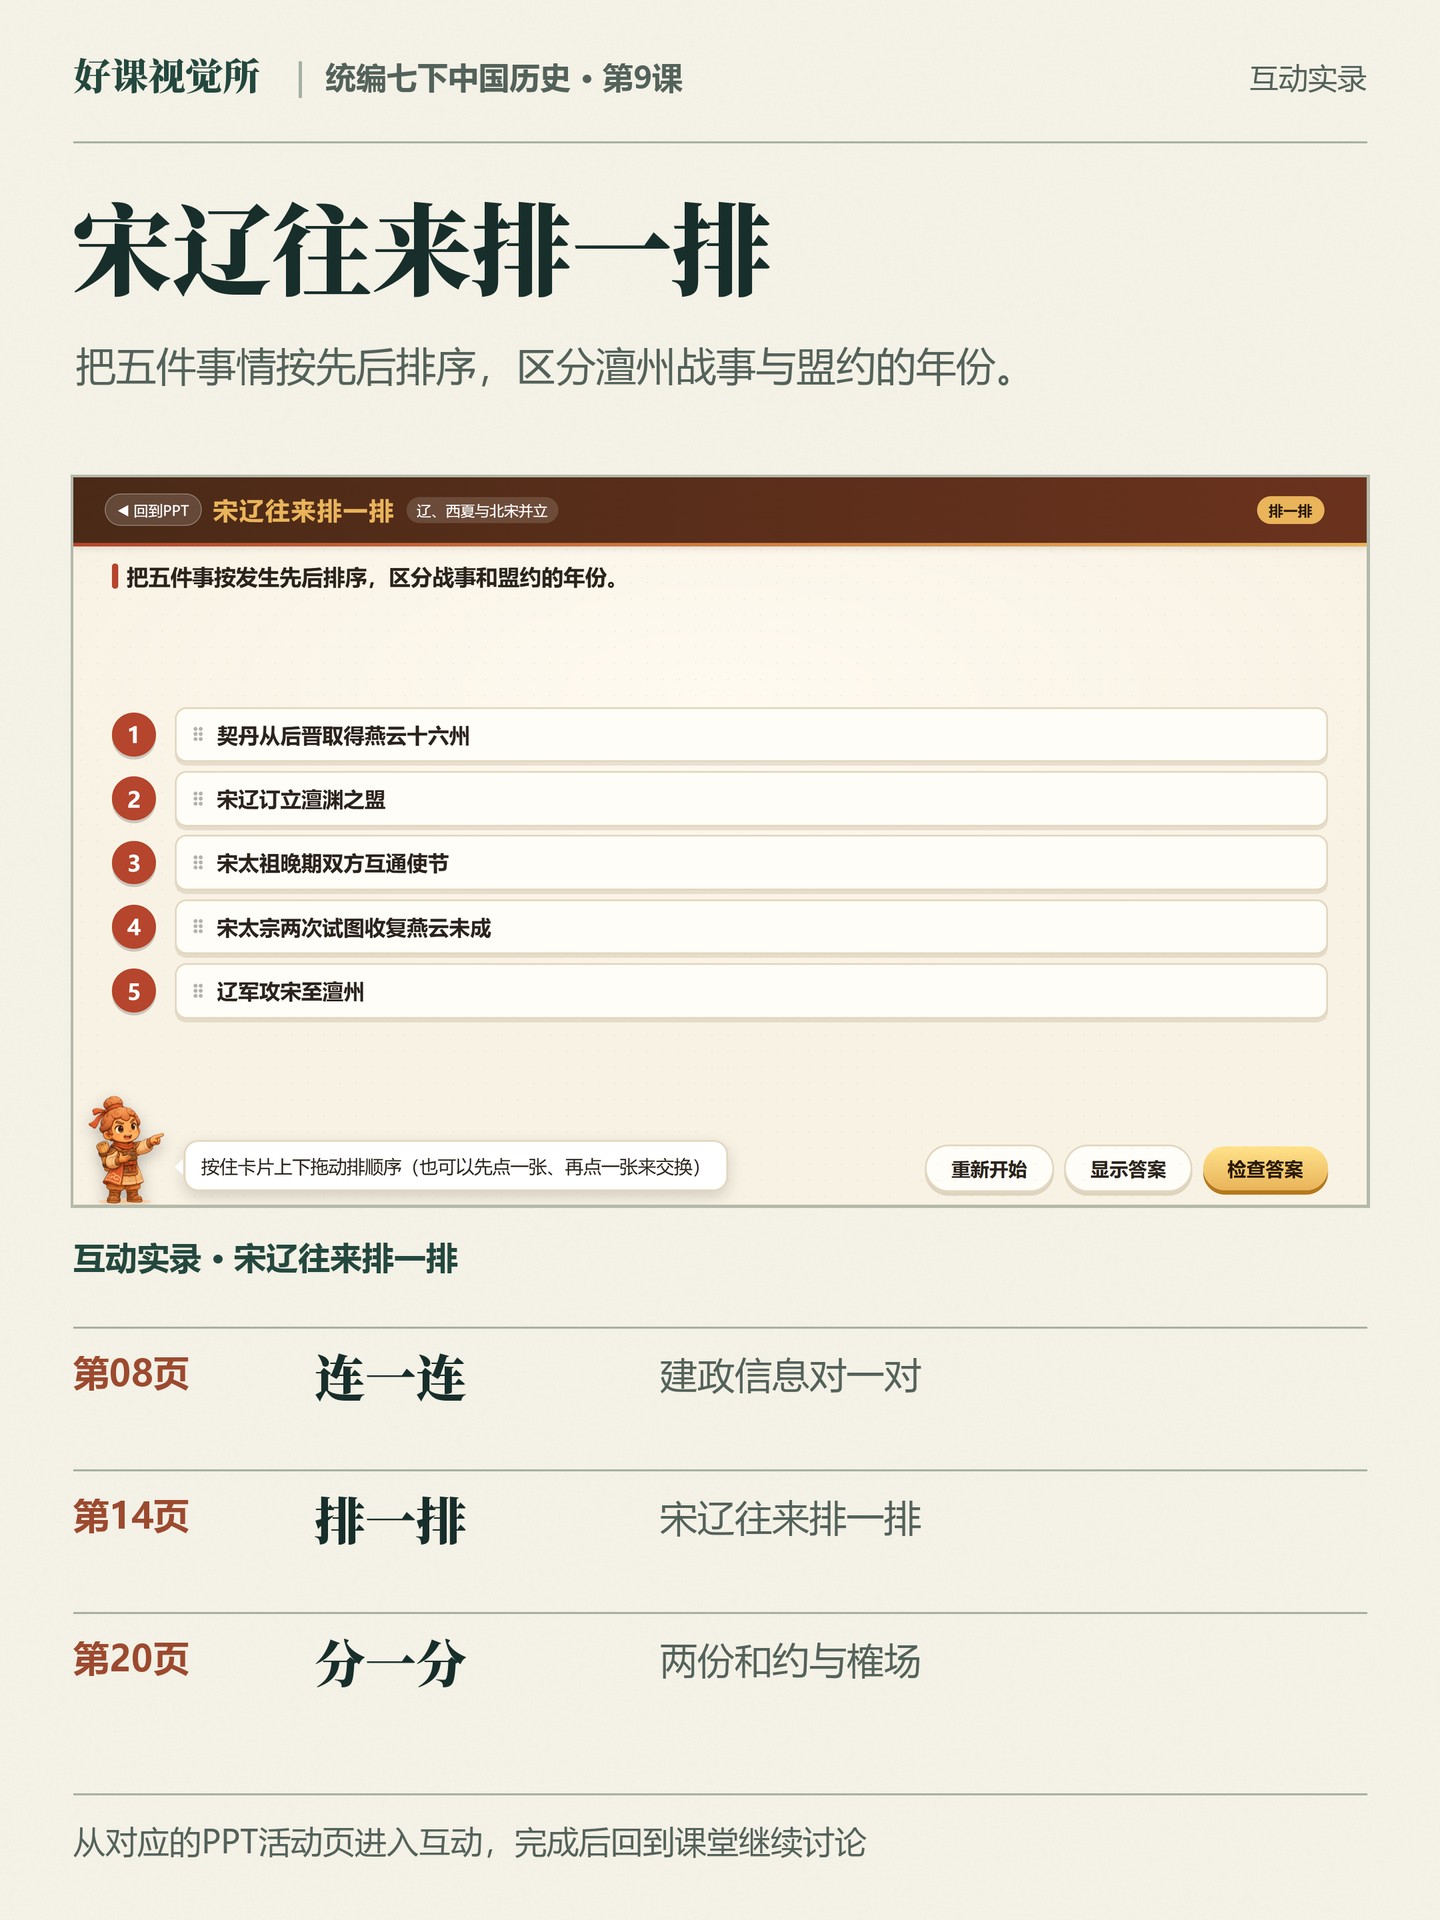 好课视觉所 | 统编七下中国历史·第9课 互动实录
宋辽往来排一排
把五件事情按先后排序，区分澶州战事与盟约的年份。
◀ 回到PPT 宋辽往来排一排 辽、西夏与北宋并立 排一排
把五件事按发生先后排序，区分战事和盟约的年份。
1 契丹从后晋取得燕云十六州
2 宋辽订立澶渊之盟
3 宋太祖晚期双方互通使节
4 宋太宗两次试图收复燕云未成
5 辽军攻宋至澶州
按住卡片上下拖动排顺序（也可以先点一张、再点一张来交换） 重新开始 显示答案 检查答案
互动实录·宋辽往来排一排
第08页 连一连 建政信息对一对
第14页 排一排 宋辽往来排一排
第20页 分一分 两份和约与榷场
从对应的PPT活动页进入互动，完成后回到课堂继续讨论